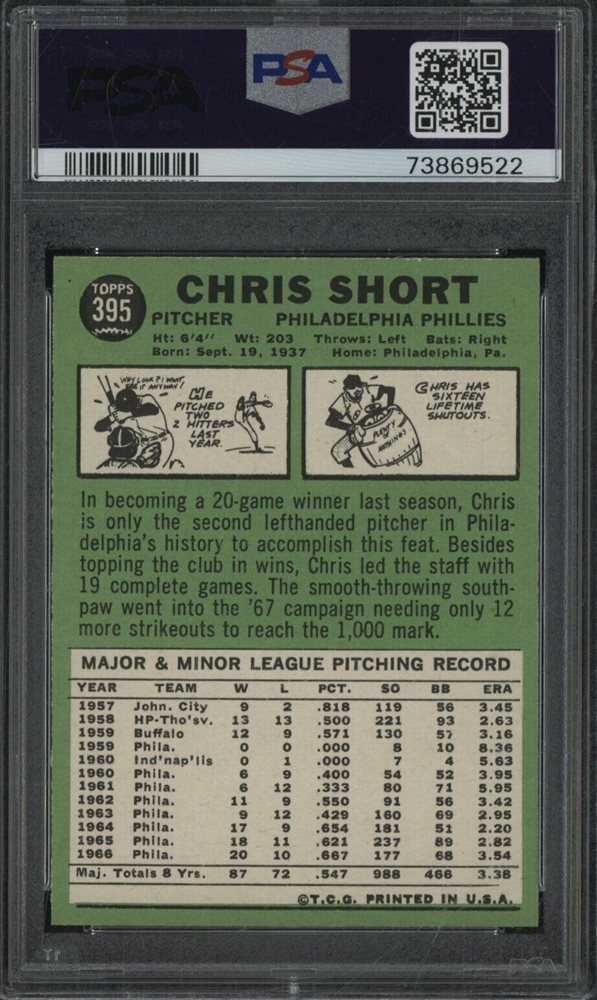 PSA
PSA
73869522
TOPPS
395
CHRIS SHORT
PITCHER PHILADELPHIA PHILLIES
Ht: 6'4'' Wt: 203 Throws: Left Bats: Right
Born: Sept. 19, 1937 Home: Philadelphia, Pa.
WHY LOOK? I WON'T
SEE IT ANYWAY!
HE
PITCHED
TWO
2 HITTERS
LAST
YEAR.
CHRIS HAS
SIXTEEN
LIFETIME
SHUTOUTS.
PLENTY
OF
NOTHINGS
In becoming a 20-game winner last season, Chris
is only the second lefthanded pitcher in Phila-
delphia's history to accomplish this feat. Besides
topping the club in wins, Chris led the staff with
19 complete games. The smooth-throwing south-
paw went into the '67 campaign needing only 12
more strikeouts to reach the 1,000 mark.
MAJOR & MINOR LEAGUE PITCHING RECORD
YEAR TEAM W L PCT. SO BB ERA
1957 John. City 9 2 .818 119 56 3.45
1958 HP-Tho'sv. 13 13 .500 221 93 2.63
1959 Buffalo 12 9 .571 130 57 3.16
1959 Phila. 0 0 .000 8 10 8.36
1960 Ind'nap'lis 0 1 .000 7 4 5.63
1960 Phila. 6 9 .400 54 52 3.95
1961 Phila. 6 12 .333 80 71 5.95
1962 Phila. 11 9 .550 91 56 3.42
1963 Phila. 9 12 .429 160 69 2.95
1964 Phila. 17 9 .654 181 51 2.20
1965 Phila. 18 11 .621 237 89 2.82
1966 Phila. 20 10 .667 177 68 3.54
Maj. Totals 8 Yrs. 87 72 .547 988 466 3.38
©T.C.G. PRINTED IN U.S.A.
PSA